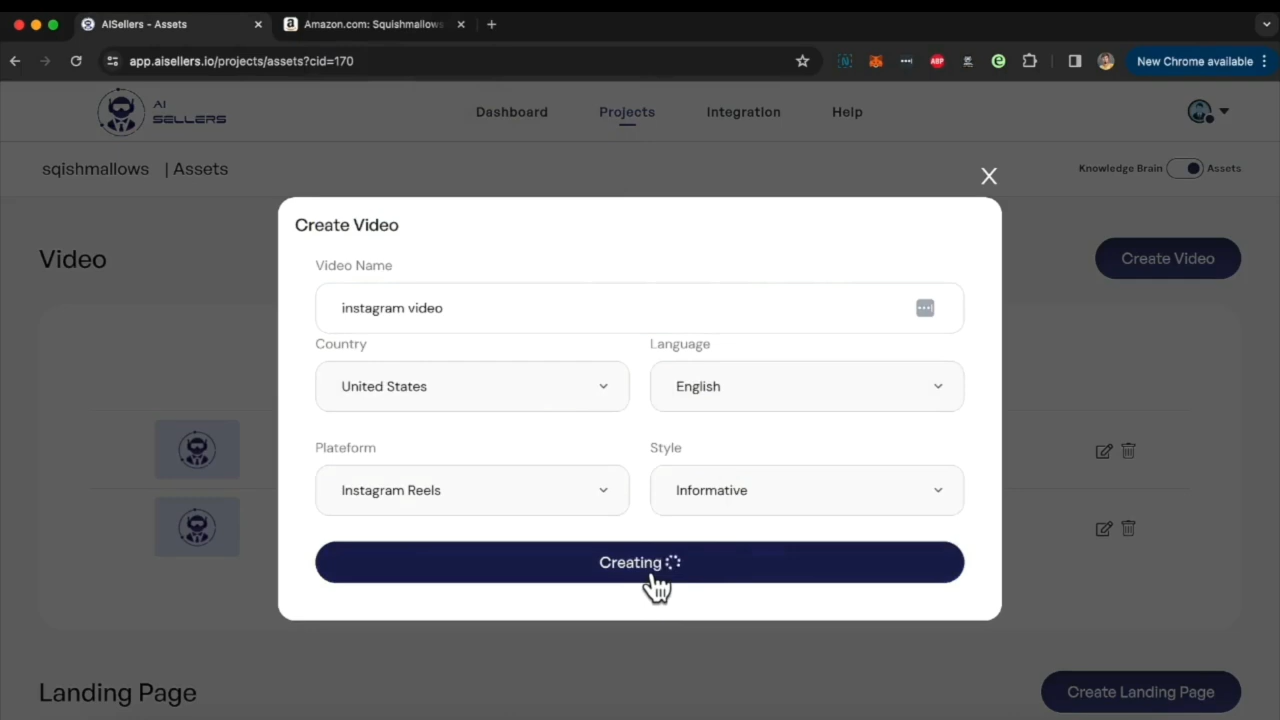 AISellers - Assets
Amazon.com: Squishmallows
app.aisellers.io/projects/assets?cid=170
ABP
New Chrome available
AI
SELLERS
Dashboard
Projects
Integration
Help
sqishmallows | Assets
Knowledge Brain
Assets
X
Video
Create Video
Create Video
Video Name
instagram video
Country
Language
United States
English
Plateform
Style
Instagram Reels
Informative
Creating
Landing Page
Create Landing Page